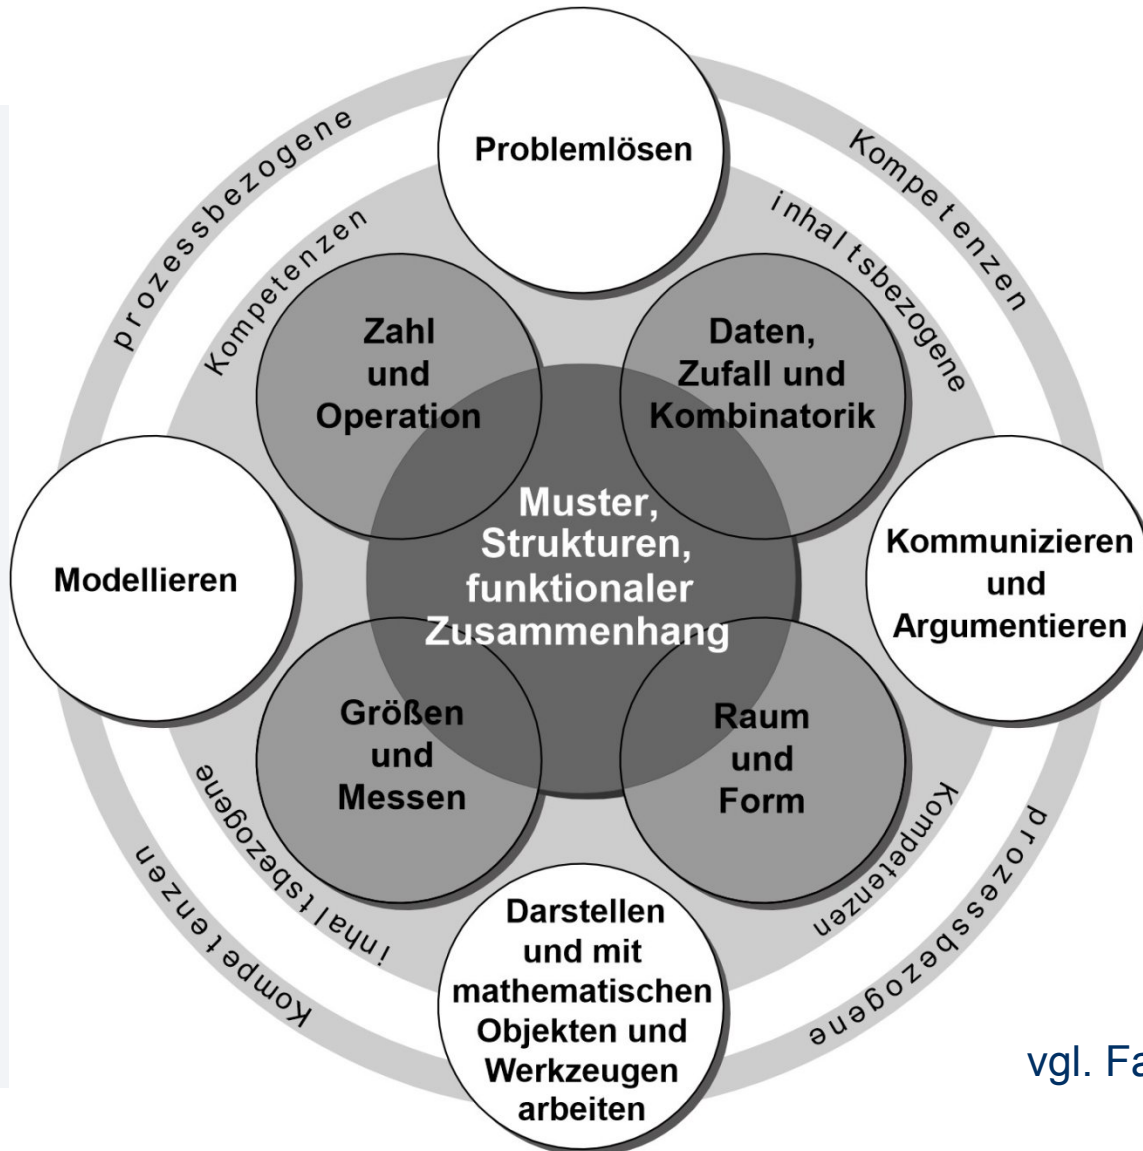 Problemlösen
prozessbezogene
Kompetenzen
Kompetenzen
inhaltsbezogene
Zahl
und
Operation
Daten,
Zufall und
Kombinatorik
Muster,
Strukturen,
funktionaler
Zusammenhang
Modellieren
Kommunizieren
und
Argumentieren
Größen
und
Messen
Raum
und
Form
inhaltsbezogene
Kompetenzen
Kompetenzen
prozessbezogene
Darstellen
und mit
mathematischen
Objekten und
Werkzeugen
arbeiten
vgl. Fa